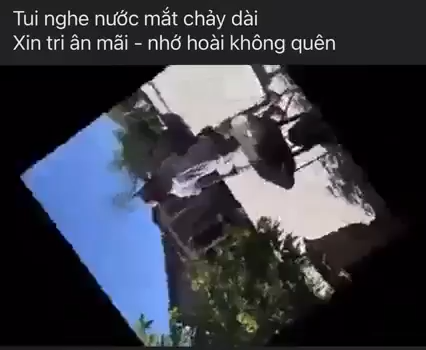 Tui nghe nước mắt chảy dài
Xin tri ân mãi - nhớ hoài không quên